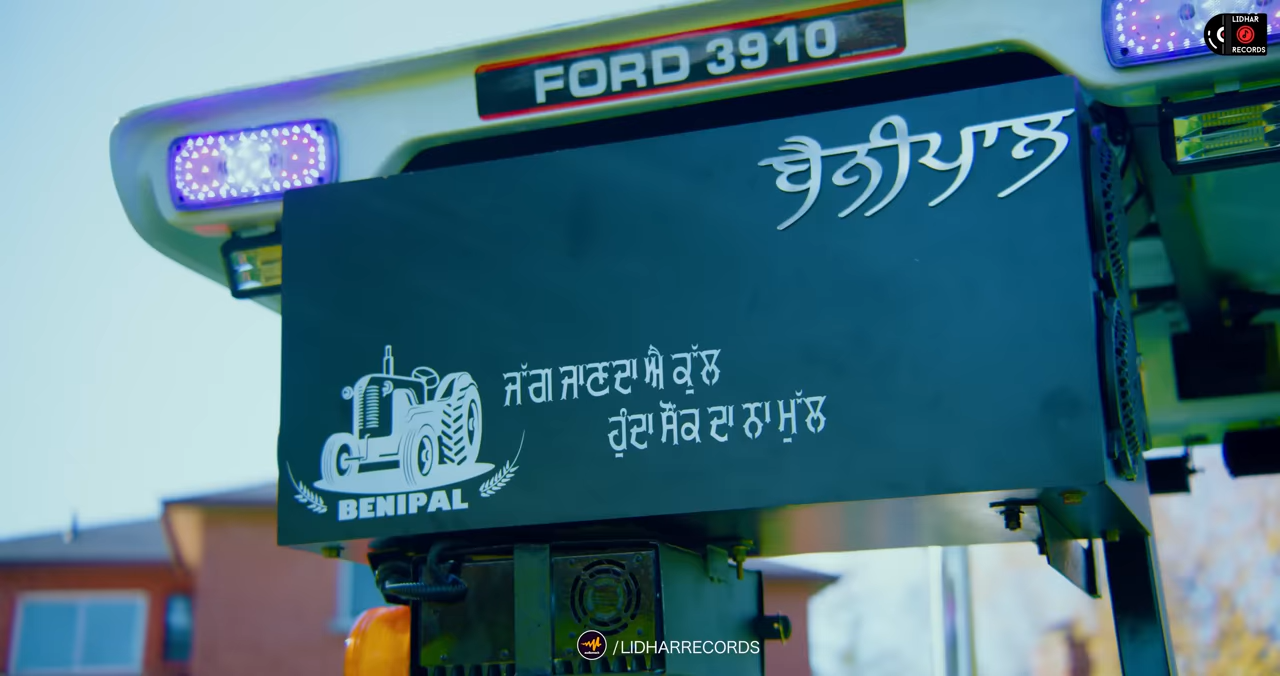 LIDHAR
RECORDS
FORD 3910
ਬੈਨੀਪਾਲ
ਜੱਗ ਜਾਣਦਾ ਐ ਕੁੱਲ
ਹੁੰਦਾ ਸ਼ੌਂਕ ਦਾ ਨਾ ਮੁੱਲ
BENIPAL
/LIDHARRECORDS